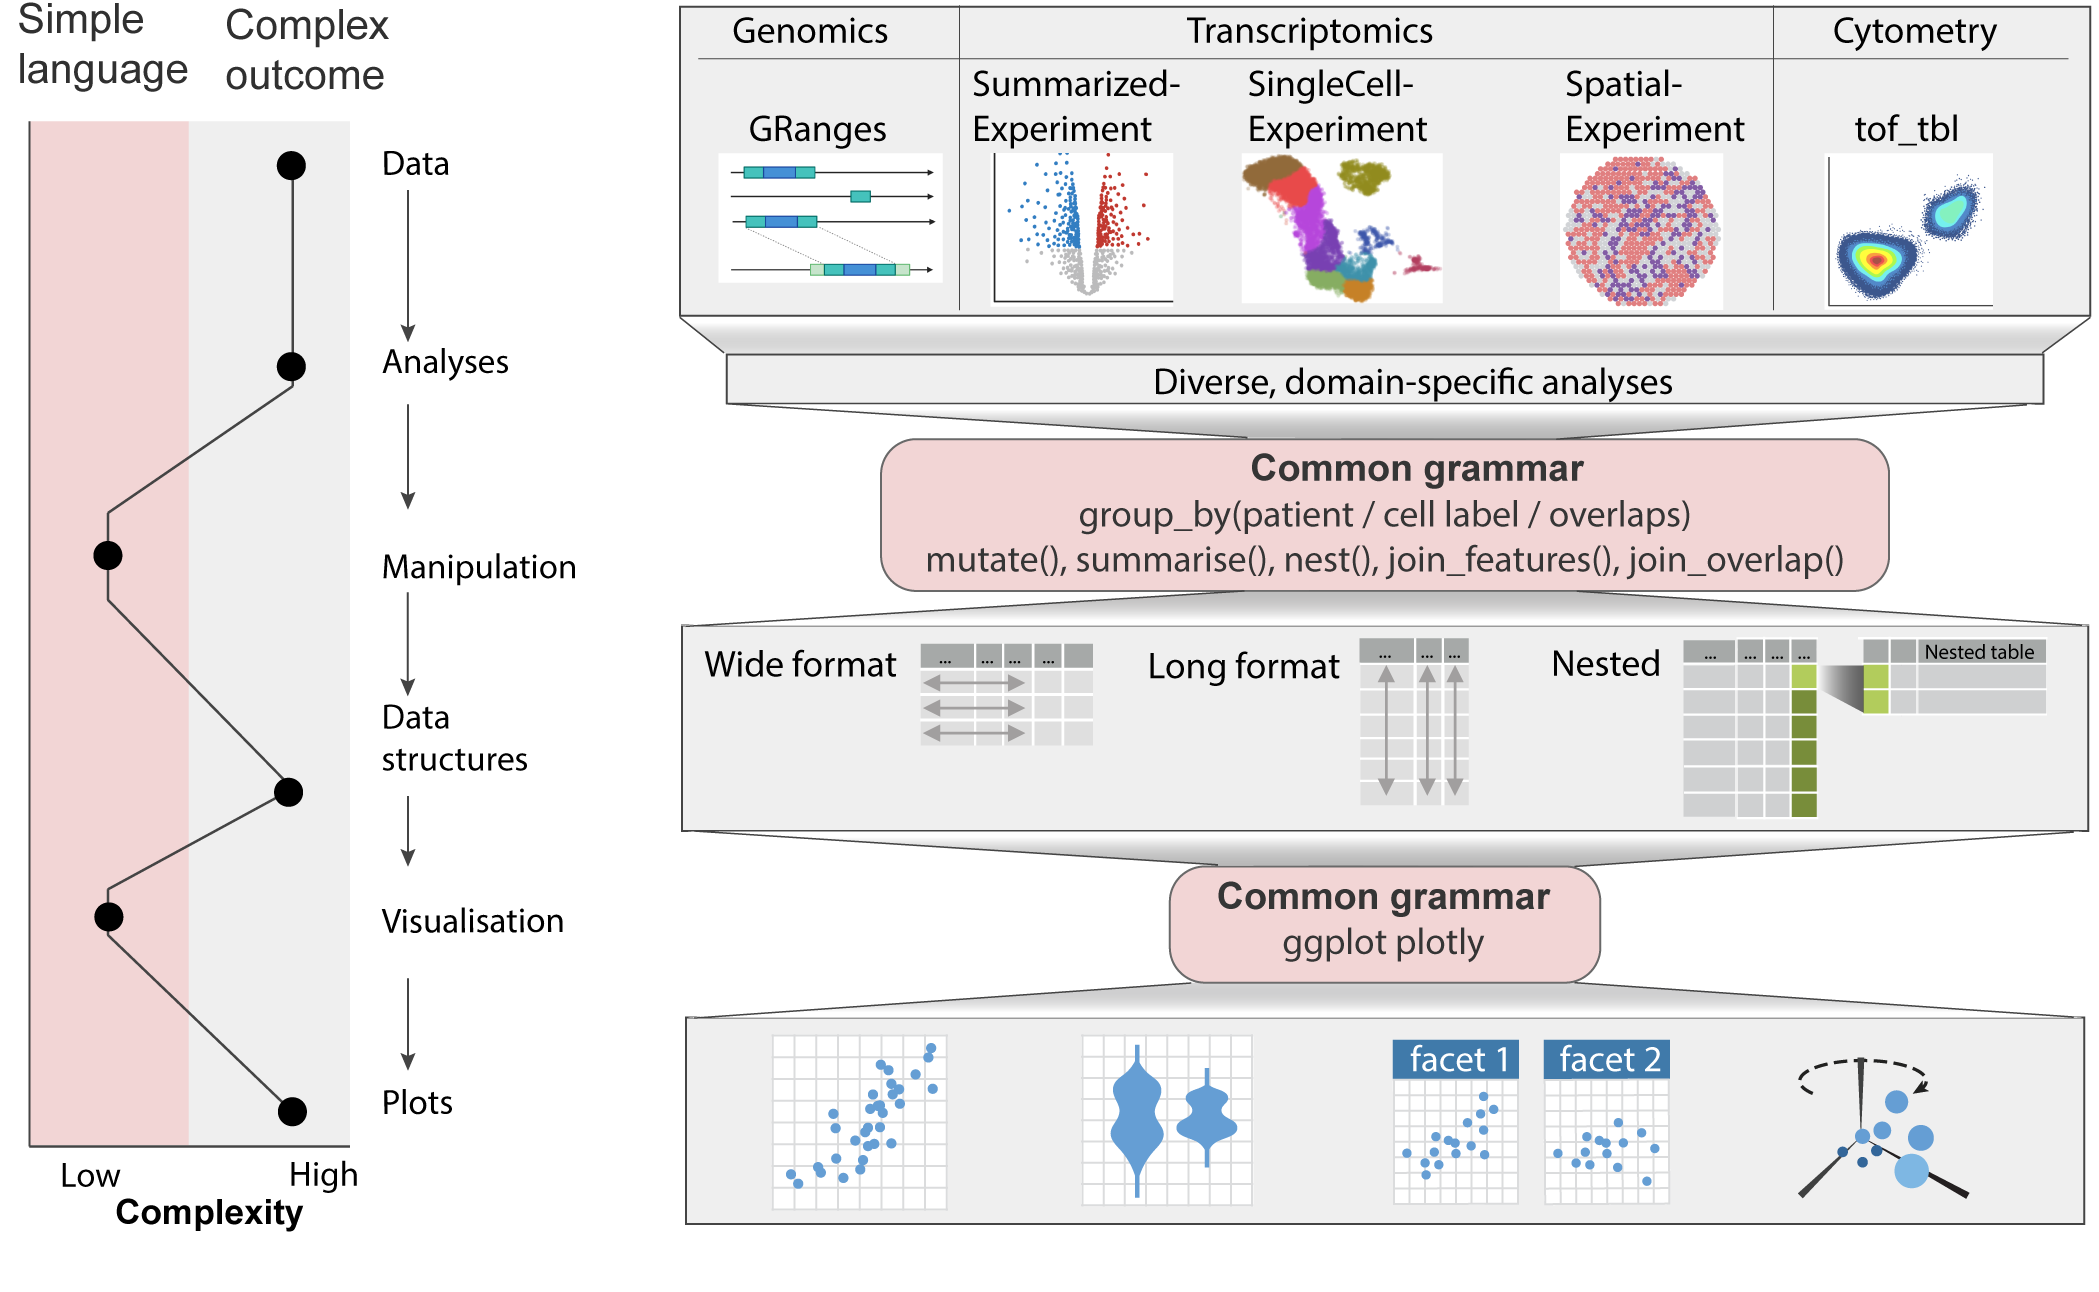 Simple
language
Complex
outcome
Data
Analyses
Manipulation
Data
structures
Visualisation
Plots
Low
High
Complexity
Genomics
Transcriptomics
Cytometry
GRanges
Summarized-
Experiment
SingleCell-
Experiment
Spatial-
Experiment
tof_tbl
Diverse, domain-specific analyses
Common grammar
group_by(patient / cell label / overlaps)
mutate(), summarise(), nest(), join_features(), join_overlap()
Wide format
... ... ... ...
Long format
... ... ...
Nested
... ... ... ...
Nested table
Common grammar
ggplot plotly
facet 1
facet 2